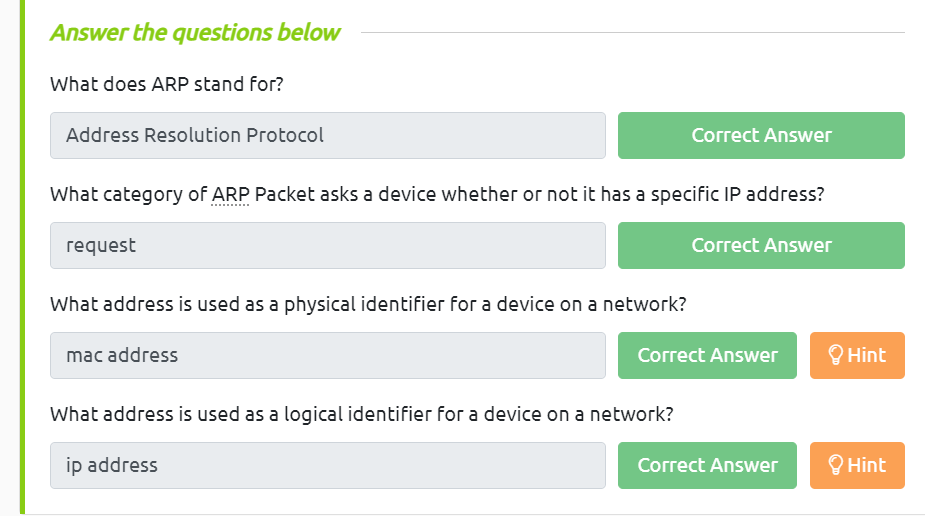 Answer the questions below
What does ARP stand for?
Address Resolution Protocol
Correct Answer
What category of ARP Packet asks a device whether or not it has a specific IP address?
request
Correct Answer
What address is used as a physical identifier for a device on a network?
mac address
Correct Answer
Hint
What address is used as a logical identifier for a device on a network?
ip address
Correct Answer
Hint